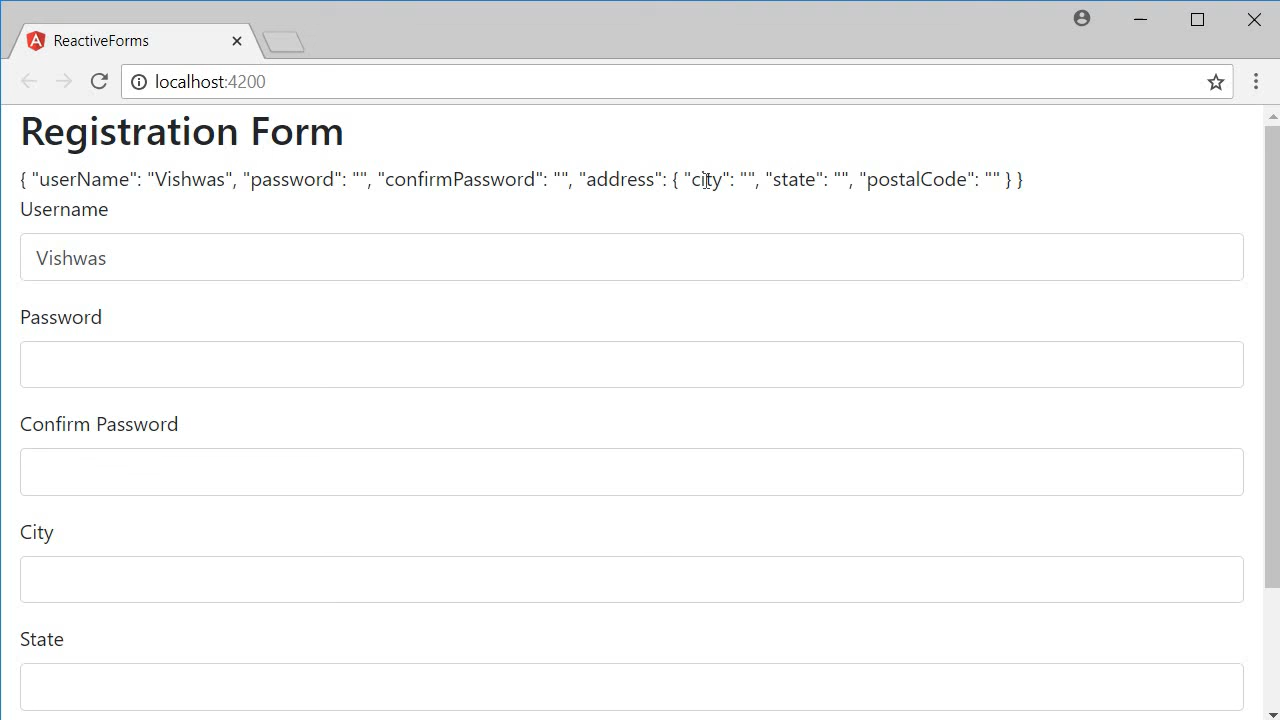 ReactiveForms
localhost:4200
Registration Form
{ "userName": "Vishwas", "password": "", "confirmPassword": "", "address": { "city": "", "state": "", "postalCode": "" } }
Username
Vishwas
Password
Confirm Password
City
State